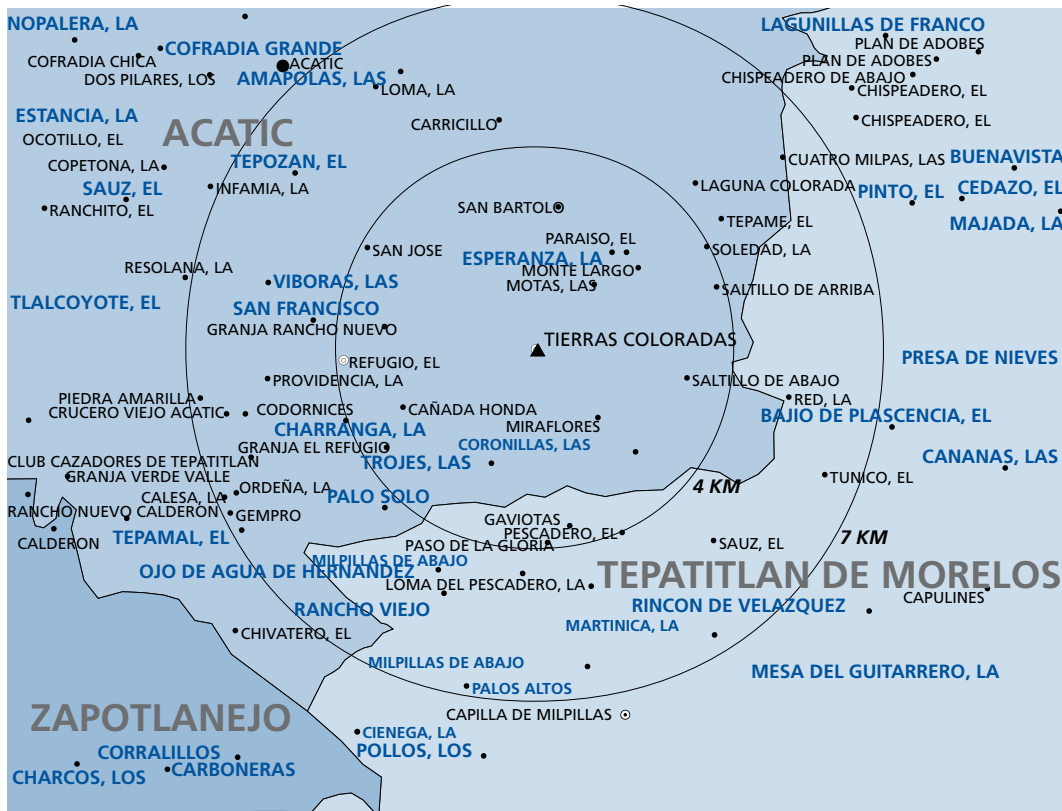 NOPALERA, LA
LAGUNILLAS DE FRANCO
COFRADIA GRANDE
PLAN DE ADOBES
COFRADIA CHICA
ACATIC
PLAN DE ADOBES
DOS PILARES, LOS
AMAPOLAS, LAS
CHISPEADERO DE ABAJO
LOMA, LA
CHISPEADERO, EL
ESTANCIA, LA
CARRICILLO
CHISPEADERO, EL
OCOTILLO, EL
ACATIC
COPETONA, LA
TEPOZAN, EL
CUATRO MILPAS, LAS
BUENAVISTA
SAUZ, EL
INFAMIA, LA
LAGUNA COLORADA
PINTO, EL
CEDAZO, EL
RANCHITO, EL
SAN BARTOLO
TEPAME, EL
MAJADA, LA
SAN JOSE
PARAISO, EL
SOLEDAD, LA
RESOLANA, LA
ESPERANZA, LA
MONTE LARGO
VIBORAS, LAS
MOTAS, LAS
SALTILLO DE ARRIBA
TLALCOYOTE, EL
SAN FRANCISCO
GRANJA RANCHO NUEVO
TIERRAS COLORADAS
REFUGIO, EL
PRESA DE NIEVES
PROVIDENCIA, LA
SALTILLO DE ABAJO
PIEDRA AMARILLA
RED, LA
CRUCERO VIEJO ACATIC
CODORNICES
CAÑADA HONDA
BAJIO DE PLASCENCIA, EL
CHARRANGA, LA
MIRAFLORES
GRANJA EL REFUGIO
CORONILLAS, LAS
CLUB CAZADORES DE TEPATITLAN
TROJES, LAS
CANANAS, LAS
GRANJA VERDE VALLE
TUNICO, EL
ORDEÑA, LA
4 KM
CALESA, LA
PALO SOLO
RANCHO NUEVO CALDERON
GEMPRO
GAVIOTAS
CALDERON
TEPAMAL, EL
PESCADERO, EL
7 KM
PASO DE LA GLORIA
SAUZ, EL
MILPILLAS DE ABAJO
OJO DE AGUA DE HERNANDEZ
TEPATITLAN DE MORELOS
LOMA DEL PESCADERO, LA
CAPULINES
RANCHO VIEJO
RINCON DE VELAZQUEZ
MARTINICA, LA
CHIVATERO, EL
MILPILLAS DE ABAJO
MESA DEL GUITARRERO, LA
PALOS ALTOS
ZAPOTLANEJO
CAPILLA DE MILPILLAS
CIENEGA, LA
CORRALILLOS
POLLOS, LOS
CHARCOS, LOS
CARBONERAS